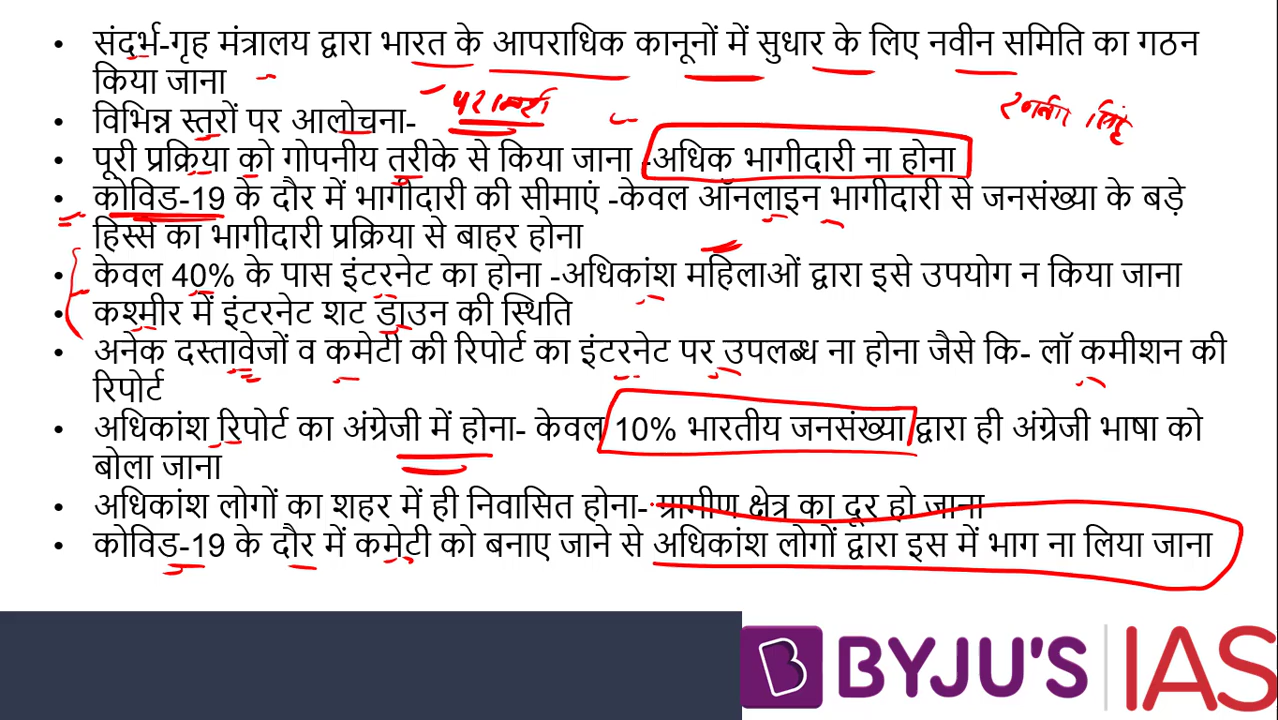 • संदर्भ-गृह मंत्रालय द्वारा भारत के आपराधिक कानूनों में सुधार के लिए नवीन समिति का गठन
किया जाना
• विभिन्न स्तरों पर आलोचना-
• पूरी प्रक्रिया को गोपनीय तरीके से किया जाना -अधिक भागीदारी ना होना
• कोविड-19 के दौर में भागीदारी की सीमाएं -केवल ऑनलाइन भागीदारी से जनसंख्या के बड़े
हिस्से का भागीदारी प्रक्रिया से बाहर होना
• केवल 40% के पास इंटरनेट का होना -अधिकांश महिलाओं द्वारा इसे उपयोग न किया जाना
• कश्मीर में इंटरनेट शट डाउन की स्थिति
• अनेक दस्तावेजों व कमेटी की रिपोर्ट का इंटरनेट पर उपलब्ध ना होना जैसे कि- लॉ कमीशन की
रिपोर्ट
• अधिकांश रिपोर्ट का अंग्रेजी में होना- केवल 10% भारतीय जनसंख्या द्वारा ही अंग्रेजी भाषा को
बोला जाना
• अधिकांश लोगों का शहर में ही निवासित होना- ग्रामीण क्षेत्र का दूर हो जाना
• कोविड-19 के दौर में कमेटी को बनाए जाने से अधिकांश लोगों द्वारा इस में भाग ना लिया जाना
BYJU'S IAS